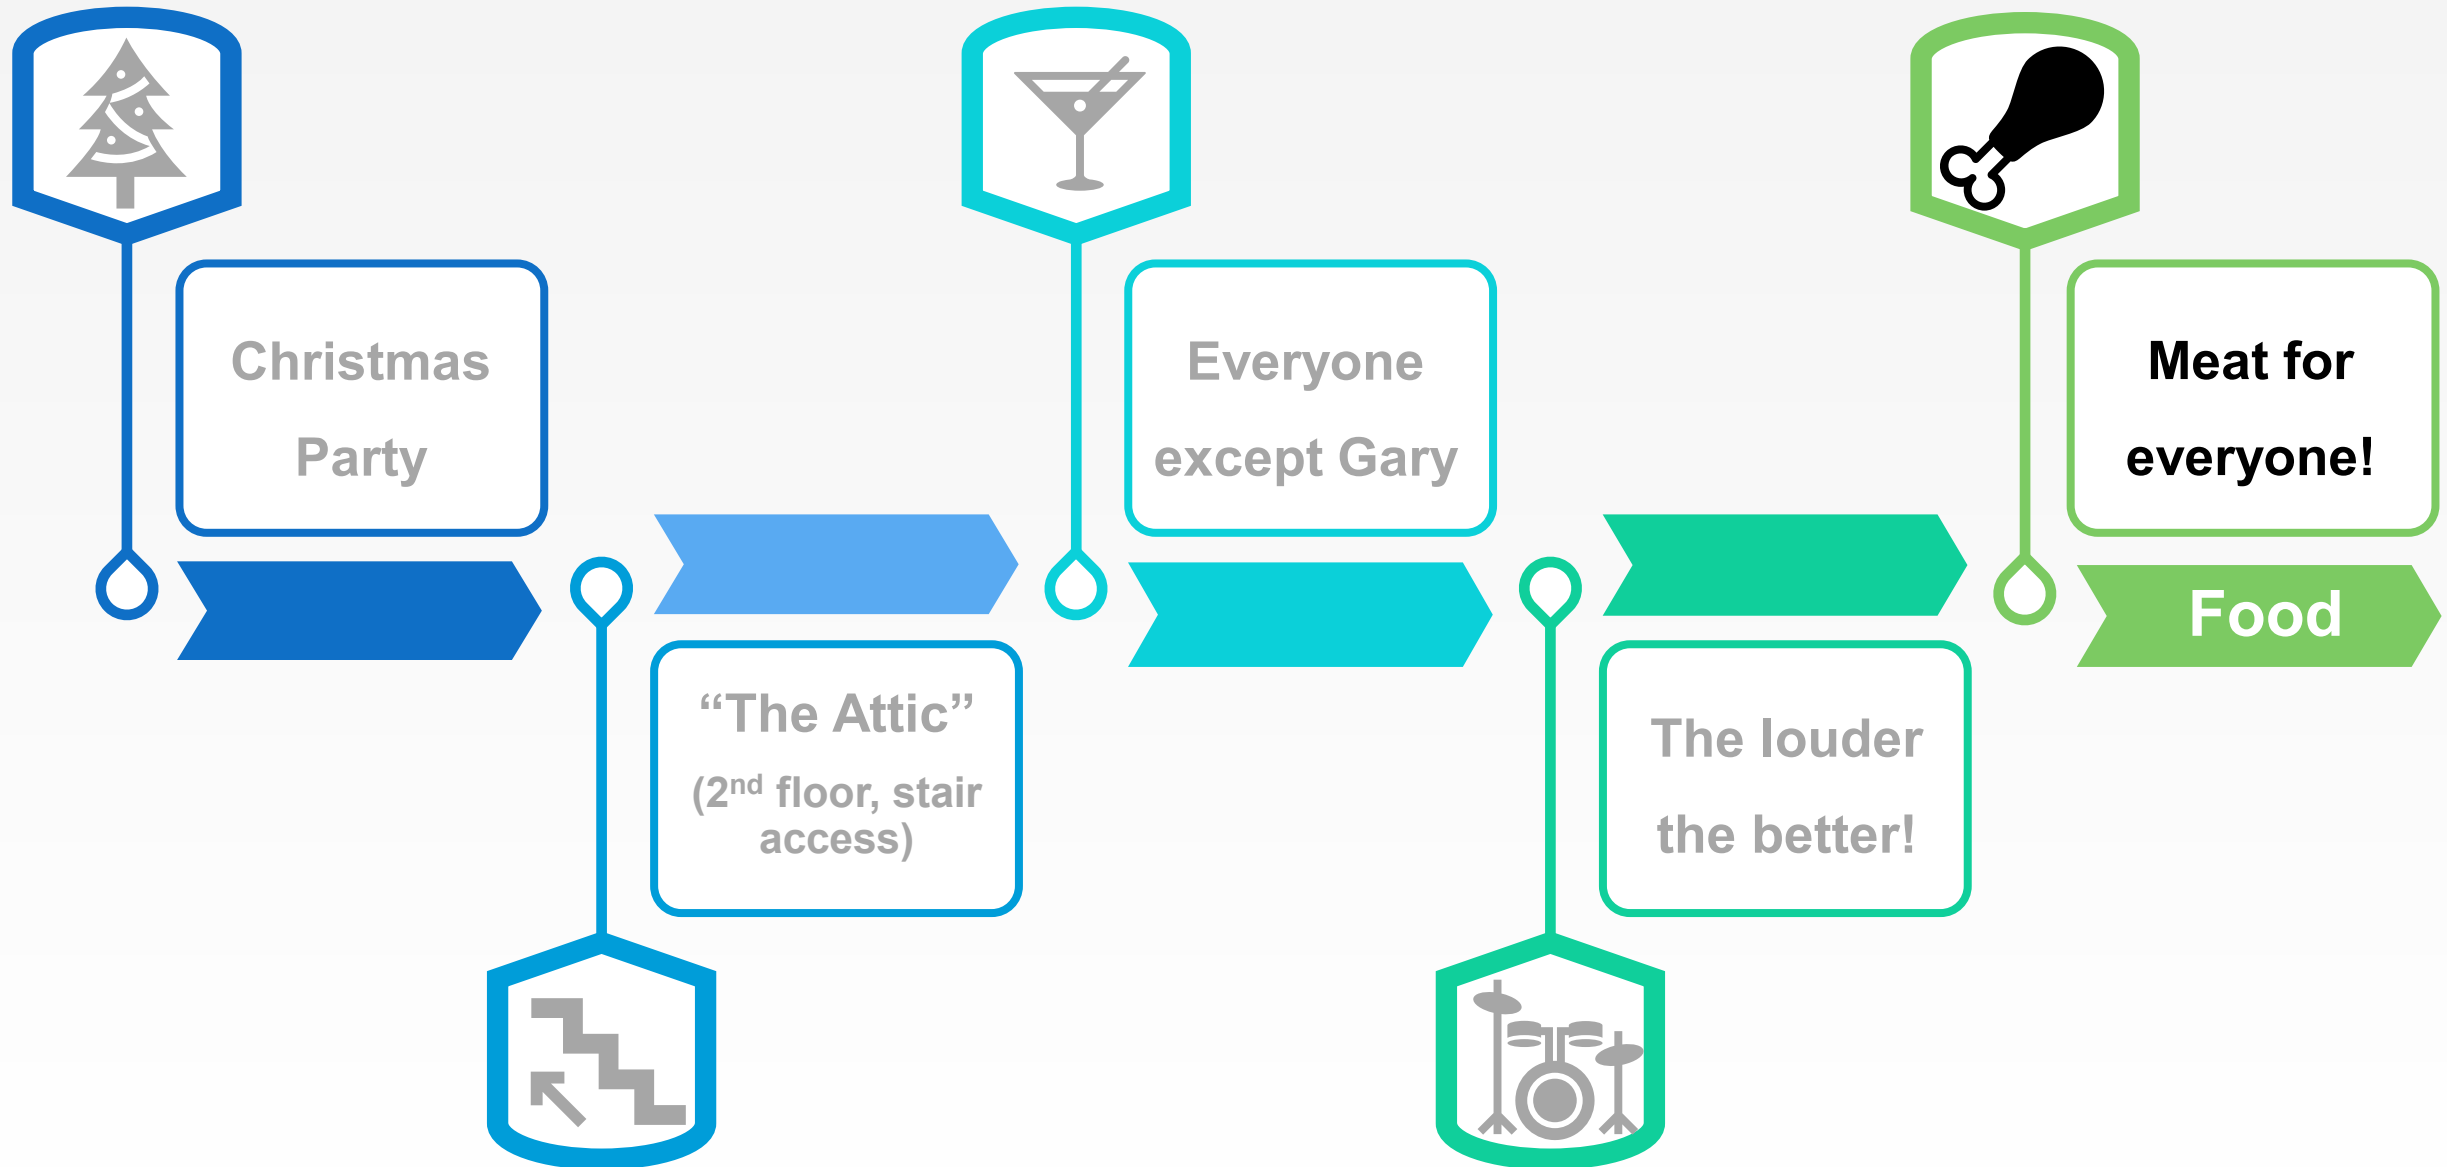 Christmas
Party
“The Attic”
(2nd floor, stair
access)
Everyone
except Gary
The louder
the better!
Meat for
everyone!
Food